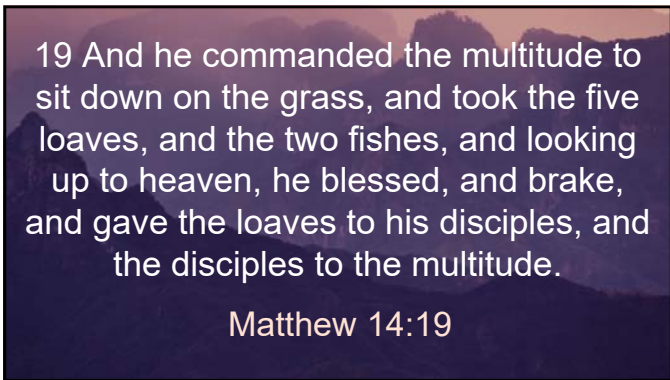 19 And he commanded the multitude to
sit down on the grass, and took the five
loaves, and the two fishes, and looking
up to heaven, he blessed, and brake,
and gave the loaves to his disciples, and
the disciples to the multitude.
Matthew 14:19